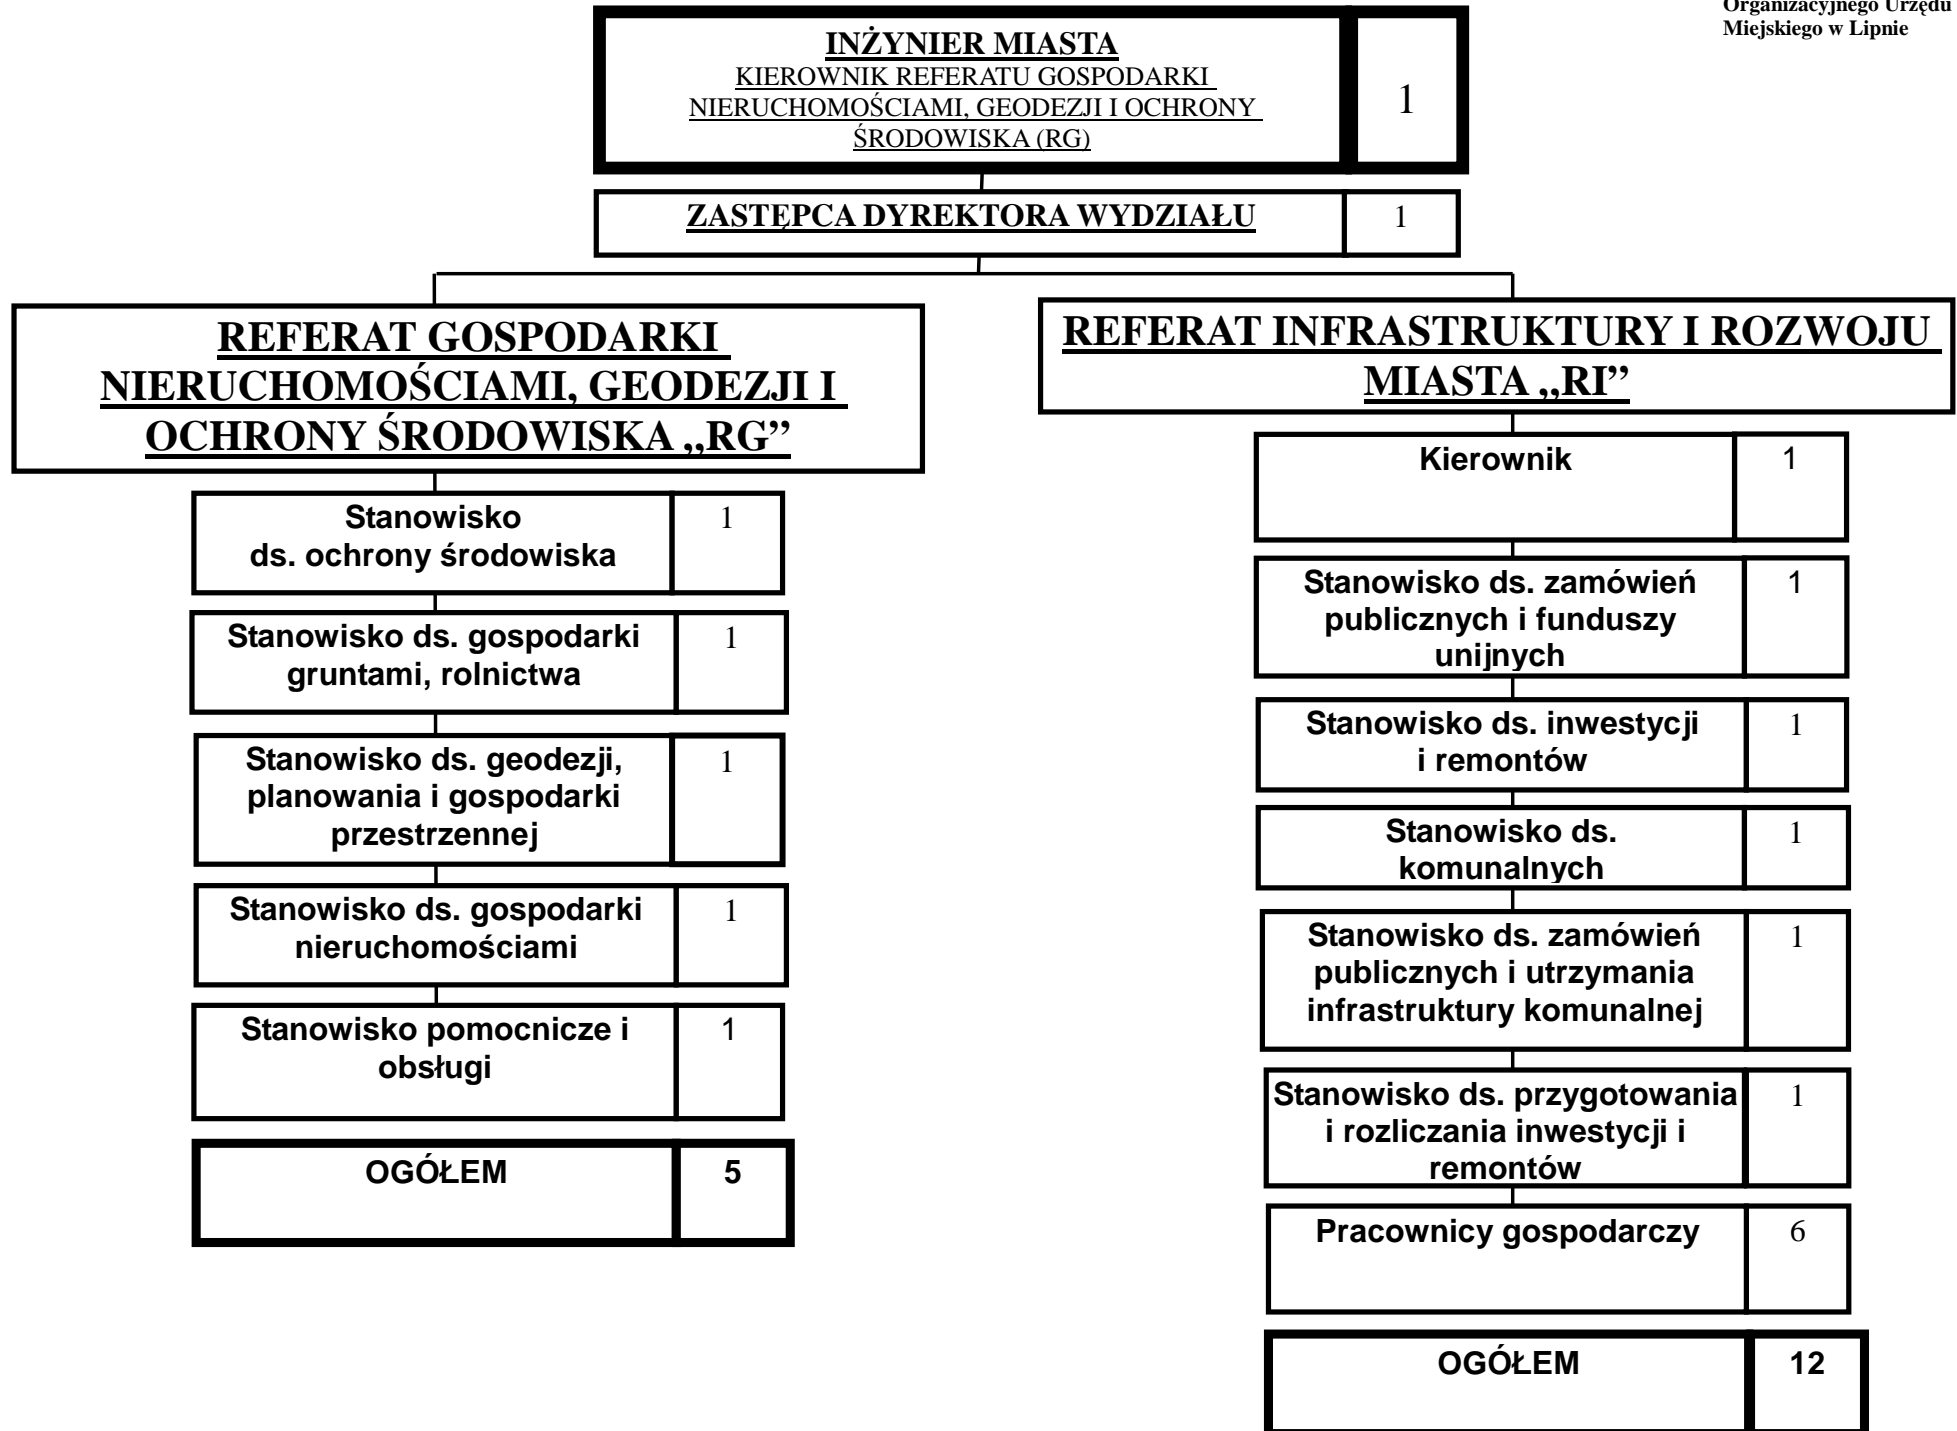 Organizacyjnego Urzędu
Miejskiego w Lipnie
INŻYNIER MIASTA
KIEROWNIK REFERATU GOSPODARKI
NIERUCHOMOŚCIAMI, GEODEZJI I OCHRONY
ŚRODOWISKA (RG)
1
ZASTĘPCA DYREKTORA WYDZIAŁU
1
REFERAT GOSPODARKI
NIERUCHOMOŚCIAMI, GEODEZJI I
OCHRONY ŚRODOWISKA „RG”
Stanowisko
ds. ochrony środowiska
1
Stanowisko ds. gospodarki
gruntami, rolnictwa
1
Stanowisko ds. geodezji,
planowania i gospodarki
przestrzennej
1
Stanowisko ds. gospodarki
nieruchomościami
1
Stanowisko pomocnicze i
obsługi
1
OGÓŁEM
5
REFERAT INFRASTRUKTURY I ROZWOJU
MIASTA „RI”
Kierownik
1
Stanowisko ds. zamówień
publicznych i funduszy
unijnych
1
Stanowisko ds. inwestycji
i remontów
1
Stanowisko ds.
komunalnych
1
Stanowisko ds. zamówień
publicznych i utrzymania
infrastruktury komunalnej
1
Stanowisko ds. przygotowania
i rozliczania inwestycji i
remontów
1
Pracownicy gospodarczy
6
OGÓŁEM
12